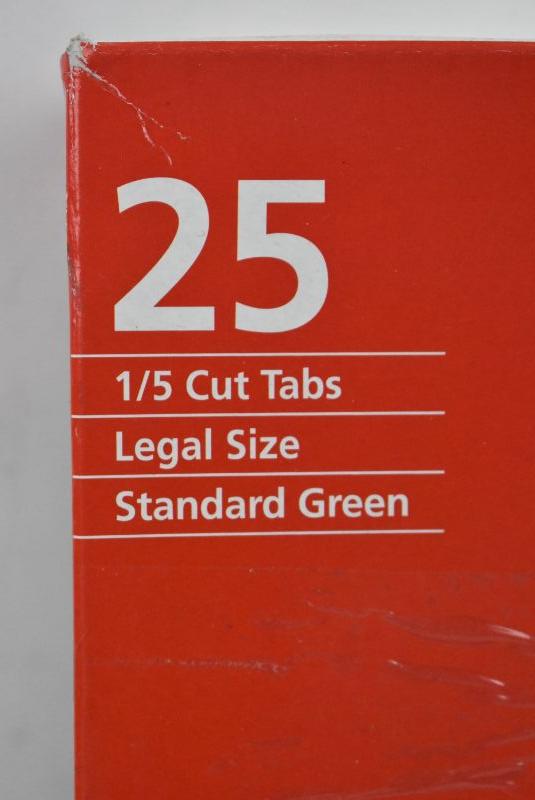 25
1/5 Cut Tabs
Legal Size
Standard Green